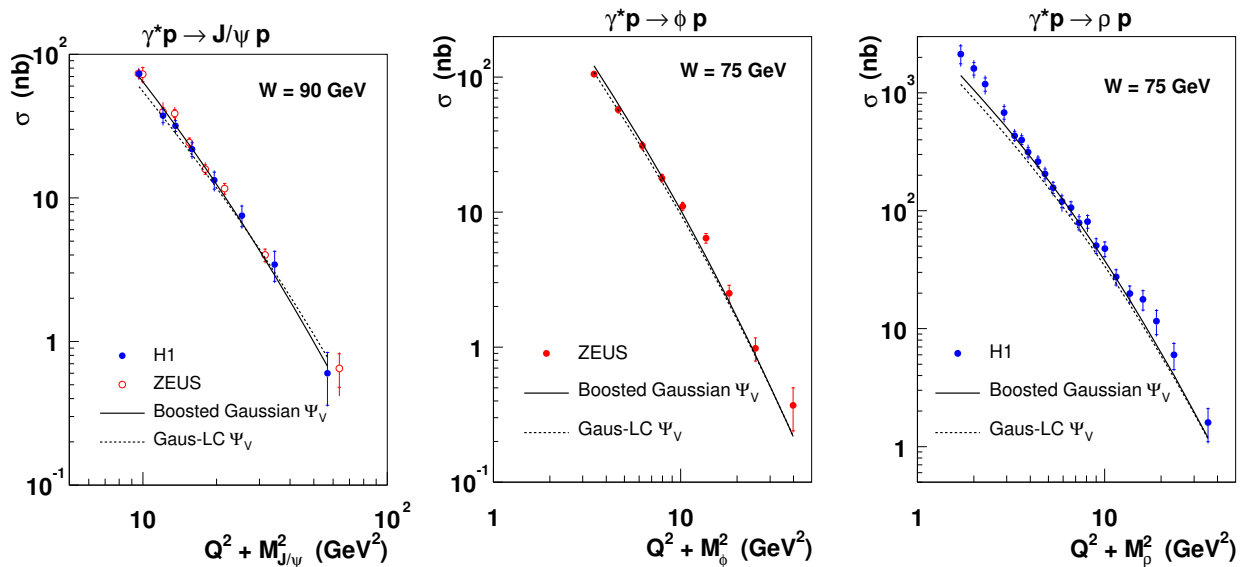 γ*p → J/ψ p
σ (nb)
10^2
10
1
10^-1
W = 90 GeV
H1
ZEUS
Boosted Gaussian Ψ_V
Gaus-LC Ψ_V
10
10^2
Q^2 + M^2_J/ψ (GeV^2)
γ*p → ϕ p
σ (nb)
10^2
10
1
10^-1
W = 75 GeV
ZEUS
Boosted Gaussian Ψ_V
Gaus-LC Ψ_V
1
10
Q^2 + M^2_ϕ (GeV^2)
γ*p → ρ p
σ (nb)
10^3
10^2
10
1
W = 75 GeV
H1
Boosted Gaussian Ψ_V
Gaus-LC Ψ_V
1
10
Q^2 + M^2_ρ (GeV^2)